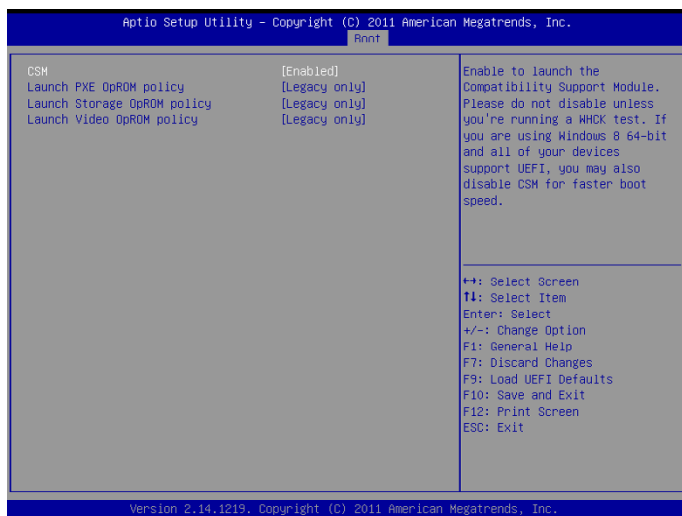 Aptio Setup Utility – Copyright (C) 2011 American Megatrends, Inc.
Boot
CSM [Enabled]
Launch PXE OpROM policy [Legacy only]
Launch Storage OpROM policy [Legacy only]
Launch Video OpROM policy [Legacy only]
Enable to launch the
Compatibility Support Module.
Please do not disable unless
you're running a WHCK test. If
you are using Windows 8 64-bit
and all of your devices
support UEFI, you may also
disable CSM for faster boot
speed.
↔: Select Screen
↑↓: Select Item
Enter: Select
+/-: Change Option
F1: General Help
F7: Discard Changes
F9: Load UEFI Defaults
F10: Save and Exit
F12: Print Screen
ESC: Exit
Version 2.14.1219. Copyright (C) 2011 American Megatrends, Inc.